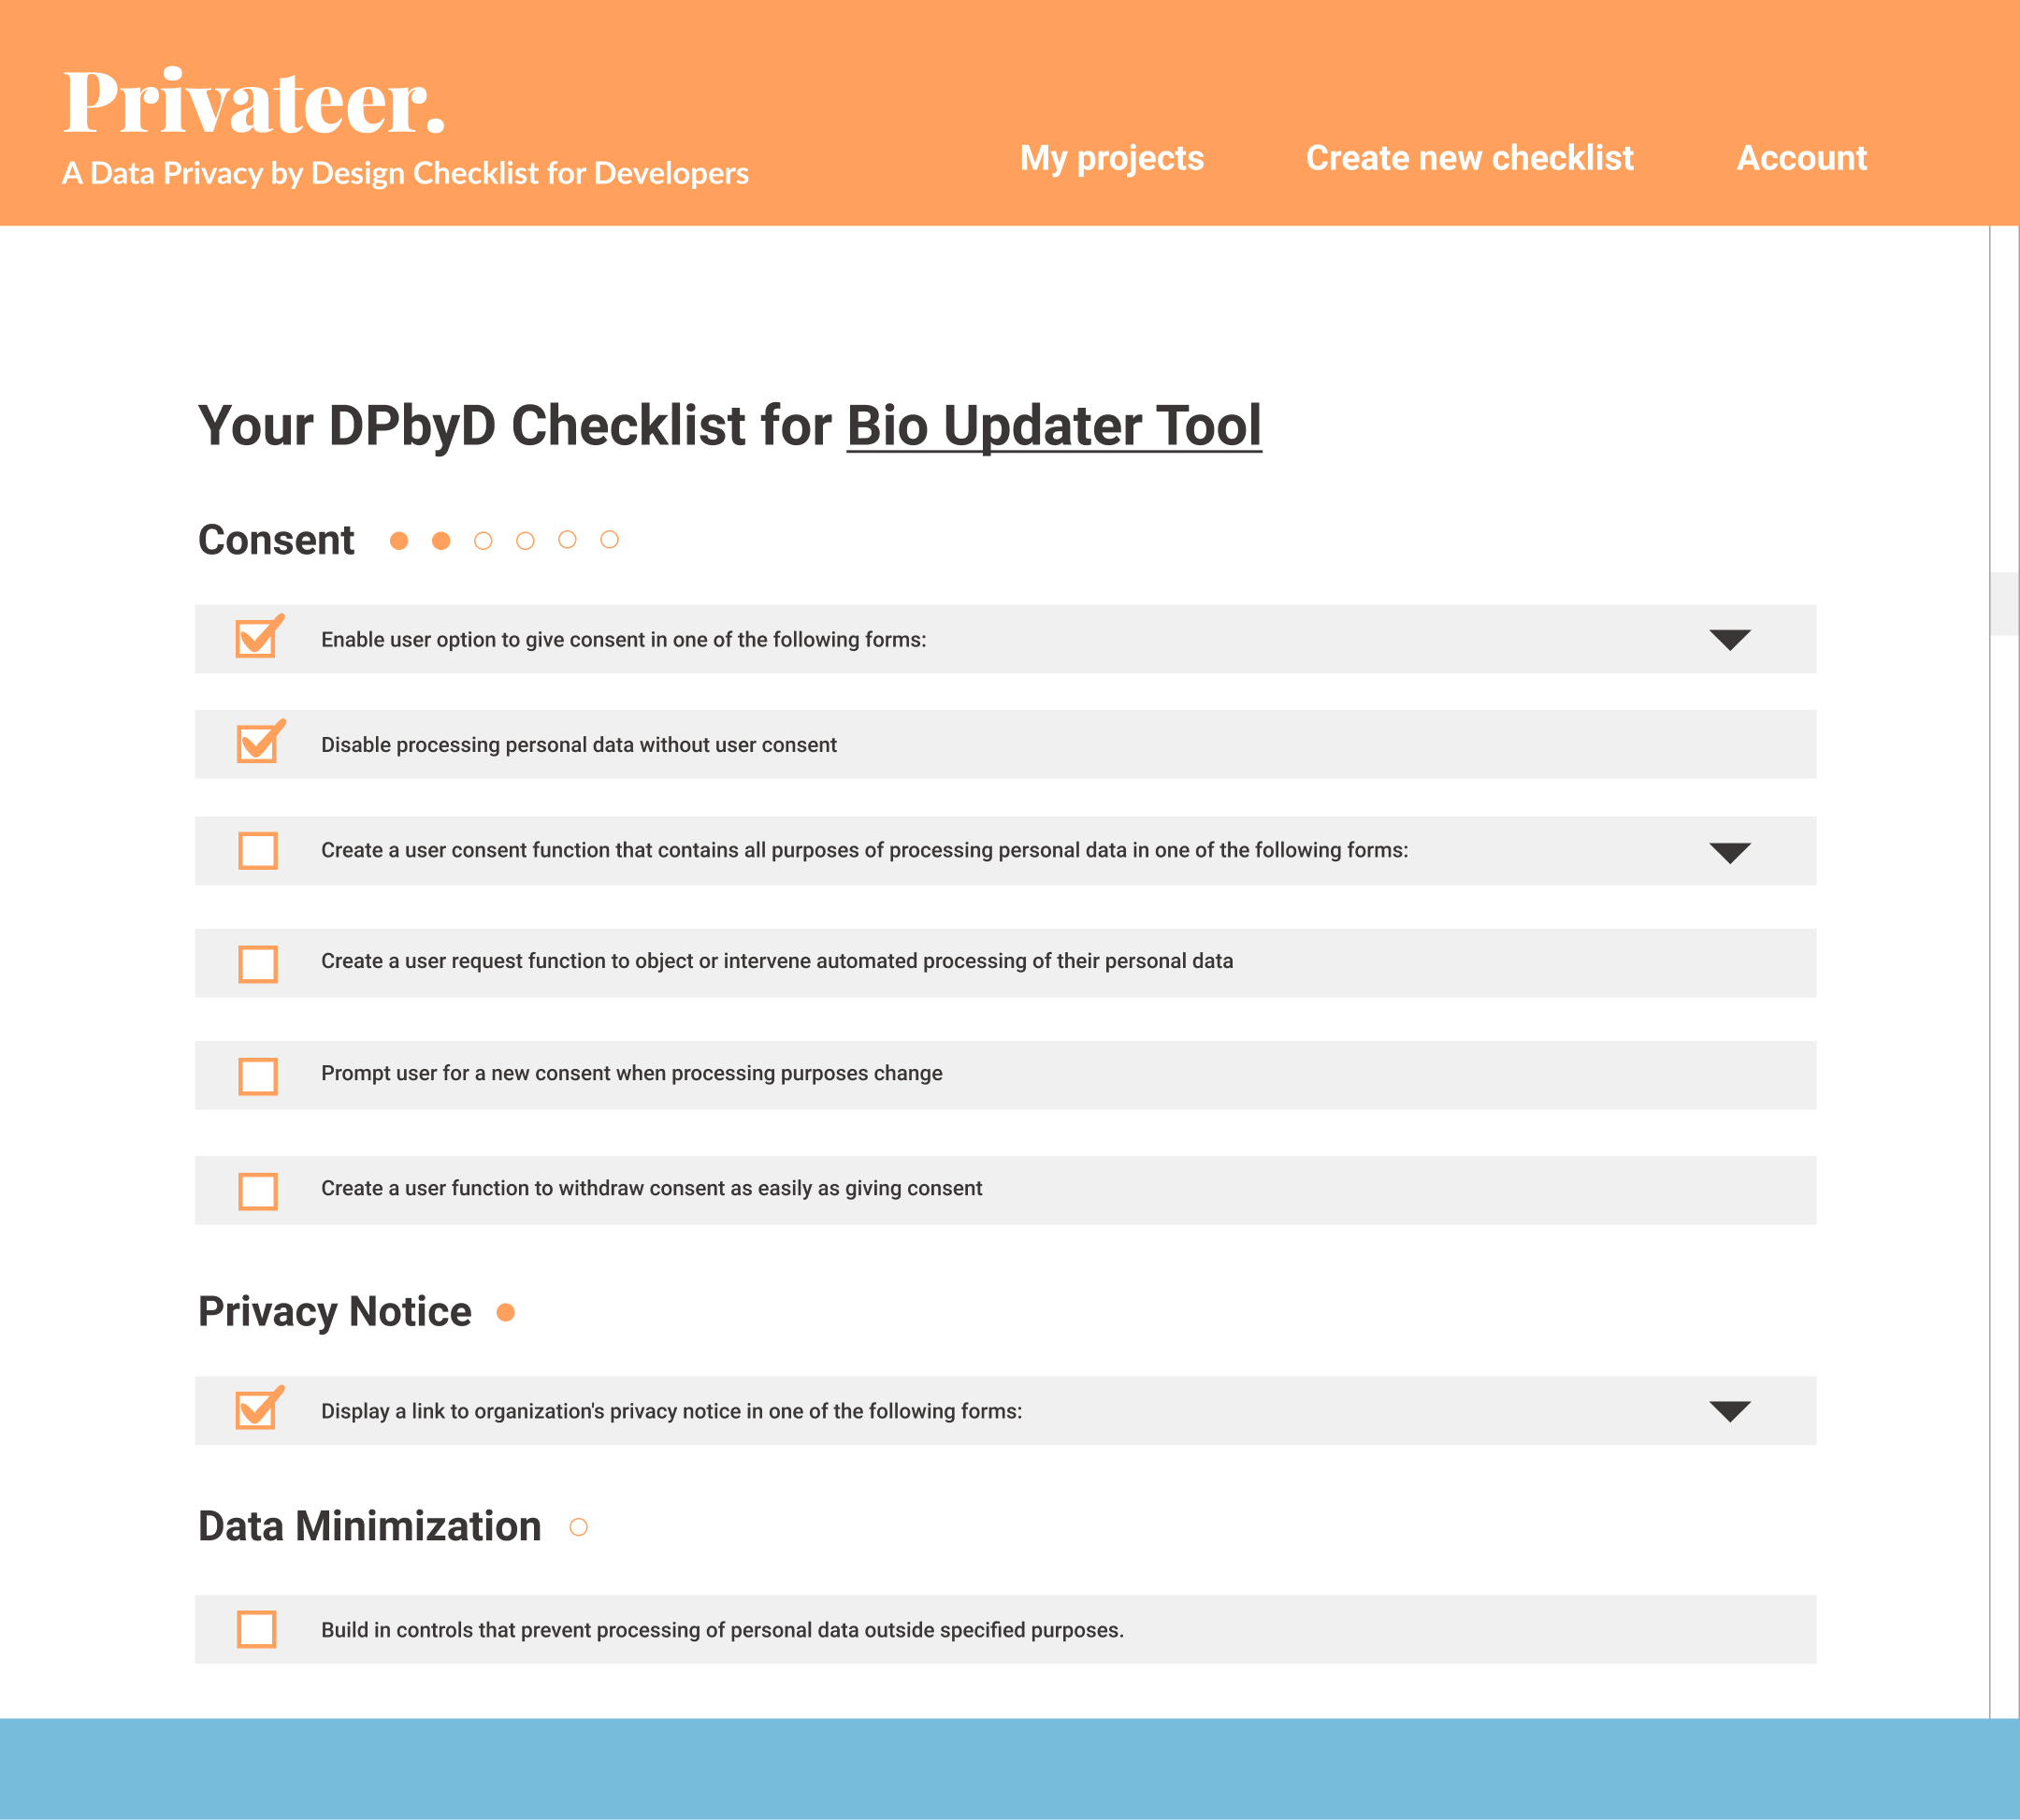 Privateer.
A Data Privacy by Design Checklist for Developers
My projects
Create new checklist
Account
Your DPbyD Checklist for Bio Updater Tool
Consent
Enable user option to give consent in one of the following forms:
Disable processing personal data without user consent
Create a user consent function that contains all purposes of processing personal data in one of the following forms:
Create a user request function to object or intervene automated processing of their personal data
Prompt user for a new consent when processing purposes change
Create a user function to withdraw consent as easily as giving consent
Privacy Notice
Display a link to organization's privacy notice in one of the following forms:
Data Minimization
Build in controls that prevent processing of personal data outside specified purposes.